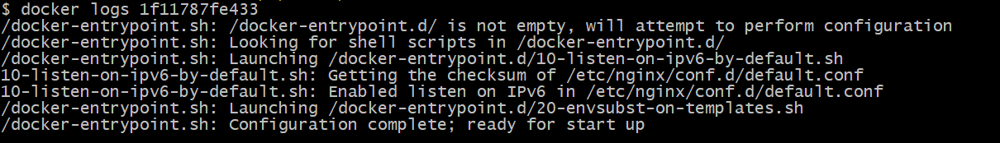 $ docker logs 1f11787fe433
/docker-entrypoint.sh: /docker-entrypoint.d/ is not empty, will attempt to perform configuration
/docker-entrypoint.sh: Looking for shell scripts in /docker-entrypoint.d/
/docker-entrypoint.sh: Launching /docker-entrypoint.d/10-listen-on-ipv6-by-default.sh
10-listen-on-ipv6-by-default.sh: Getting the checksum of /etc/nginx/conf.d/default.conf
10-listen-on-ipv6-by-default.sh: Enabled listen on IPv6 in /etc/nginx/conf.d/default.conf
/docker-entrypoint.sh: Launching /docker-entrypoint.d/20-envsubst-on-templates.sh
/docker-entrypoint.sh: Configuration complete; ready for start up